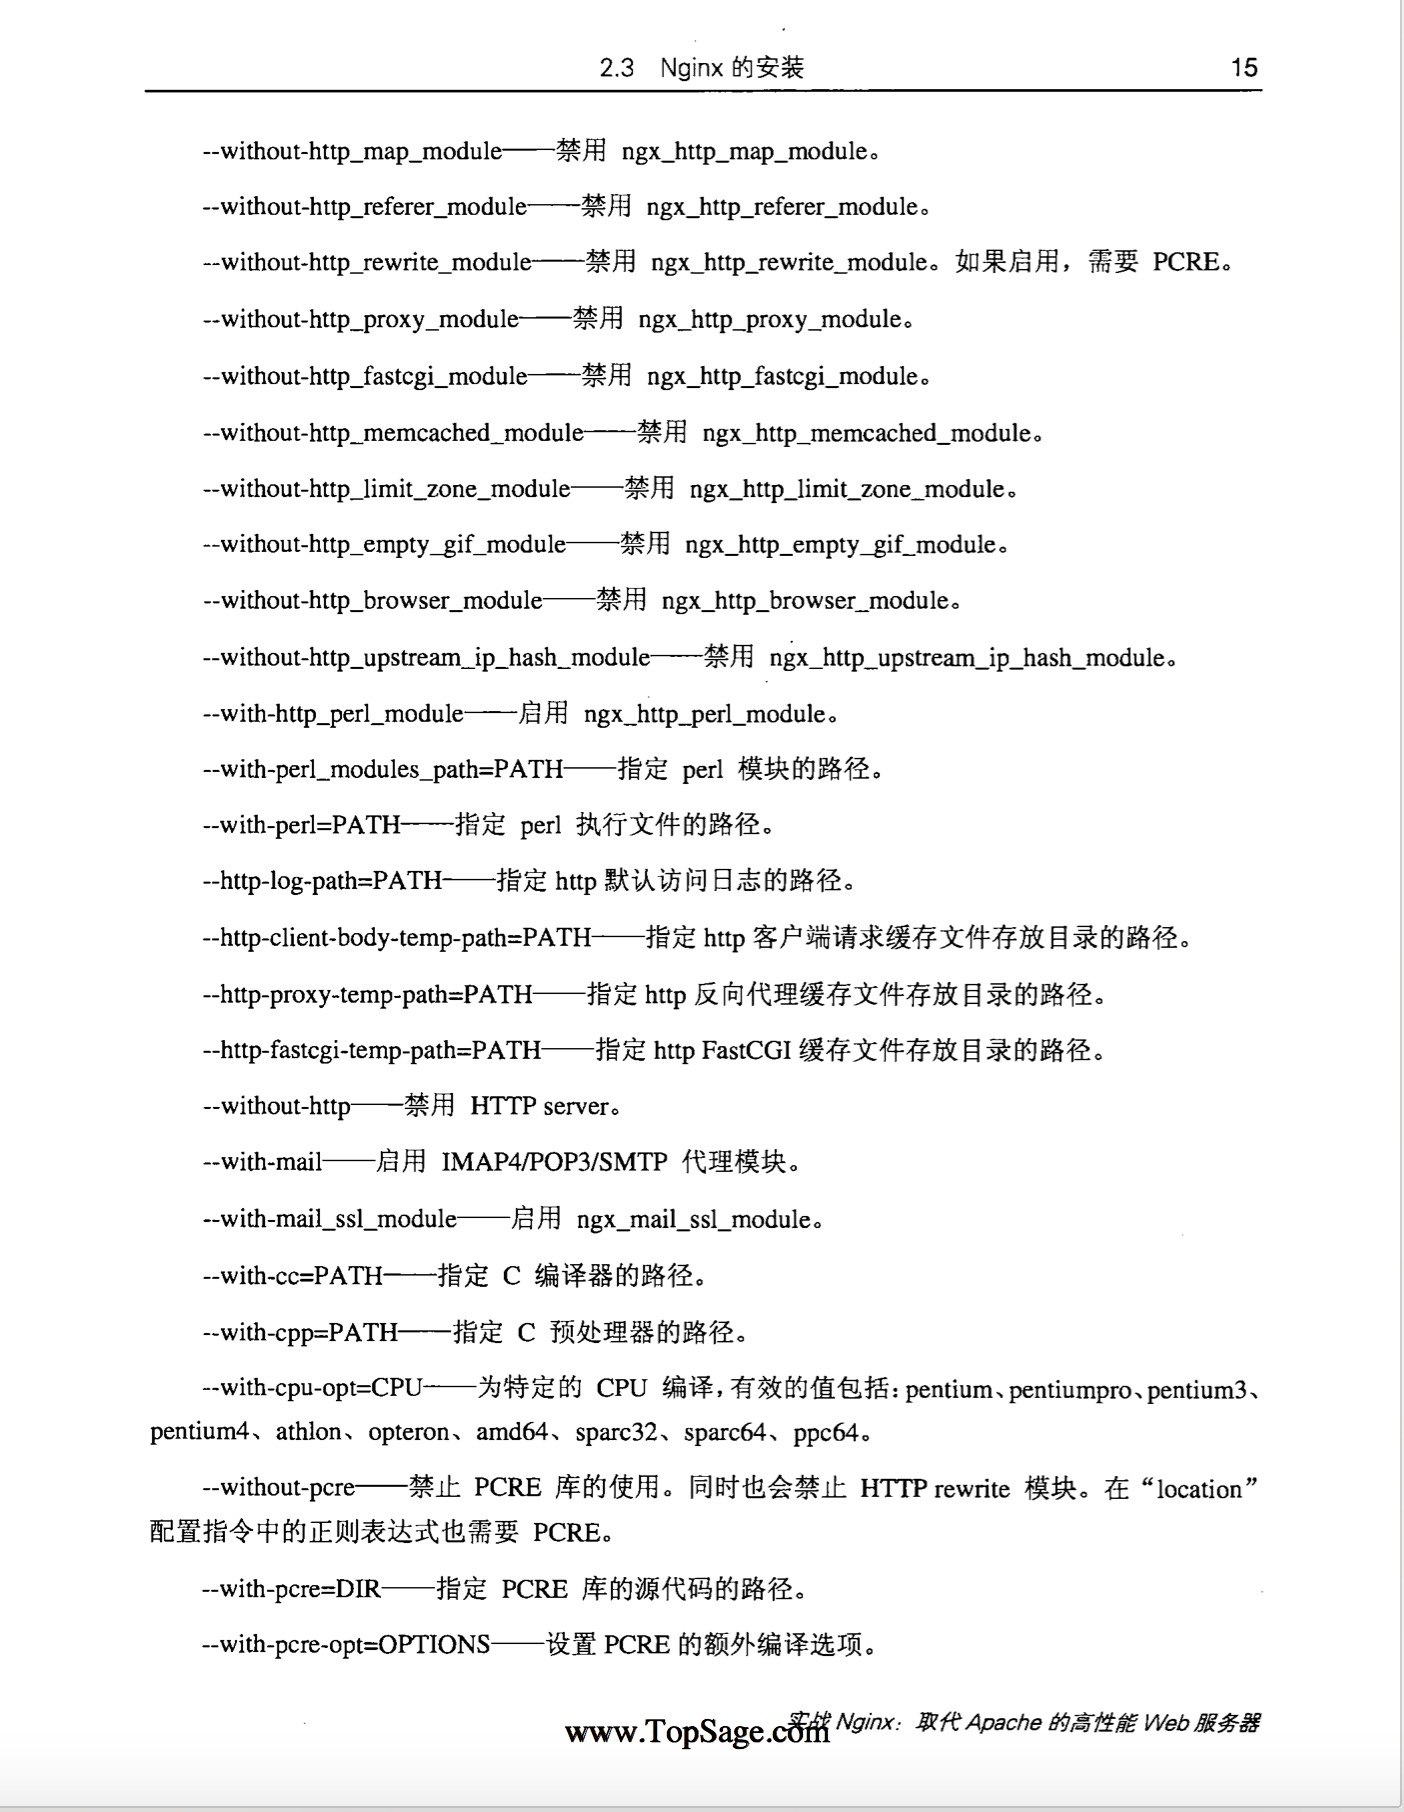 2.3 Nginx 的安装 15
--without-http_map_module——禁用 ngx_http_map_module。
--without-http_referer_module——禁用 ngx_http_referer_module。
--without-http_rewrite_module——禁用 ngx_http_rewrite_module。如果启用，需要 PCRE。
--without-http_proxy_module——禁用 ngx_http_proxy_module。
--without-http_fastcgi_module——禁用 ngx_http_fastcgi_module。
--without-http_memcached_module——禁用 ngx_http_memcached_module。
--without-http_limit_zone_module——禁用 ngx_http_limit_zone_module。
--without-http_empty_gif_module——禁用 ngx_http_empty_gif_module。
--without-http_browser_module——禁用 ngx_http_browser_module。
--without-http_upstream_ip_hash_module——禁用 ngx_http_upstream_ip_hash_module。
--with-http_perl_module——启用 ngx_http_perl_module。
--with-perl_modules_path=PATH——指定 perl 模块的路径。
--with-perl=PATH——指定 perl 执行文件的路径。
--http-log-path=PATH——指定 http 默认访问日志的路径。
--http-client-body-temp-path=PATH——指定 http 客户端请求缓存文件存放目录的路径。
--http-proxy-temp-path=PATH——指定 http 反向代理缓存文件存放目录的路径。
--http-fastcgi-temp-path=PATH——指定 http FastCGI 缓存文件存放目录的路径。
--without-http——禁用 HTTP server。
--with-mail——启用 IMAP4/POP3/SMTP 代理模块。
--with-mail_ssl_module——启用 ngx_mail_ssl_module。
--with-cc=PATH——指定 C 编译器的路径。
--with-cpp=PATH——指定 C 预处理器的路径。
--with-cpu-opt=CPU——为特定的 CPU 编译，有效的值包括：pentium、pentiumpro、pentium3、
pentium4、athlon、opteron、amd64、sparc32、sparc64、ppc64。
--without-pcre——禁止 PCRE 库的使用。同时也会禁止 HTTP rewrite 模块。在“location”
配置指令中的正则表达式也需要 PCRE。
--with-pcre=DIR——指定 PCRE 库的源代码的路径。
--with-pcre-opt=OPTIONS——设置 PCRE 的额外编译选项。
实战 Nginx：取代 Apache 的高性能 Web 服务器
www.TopSage.com